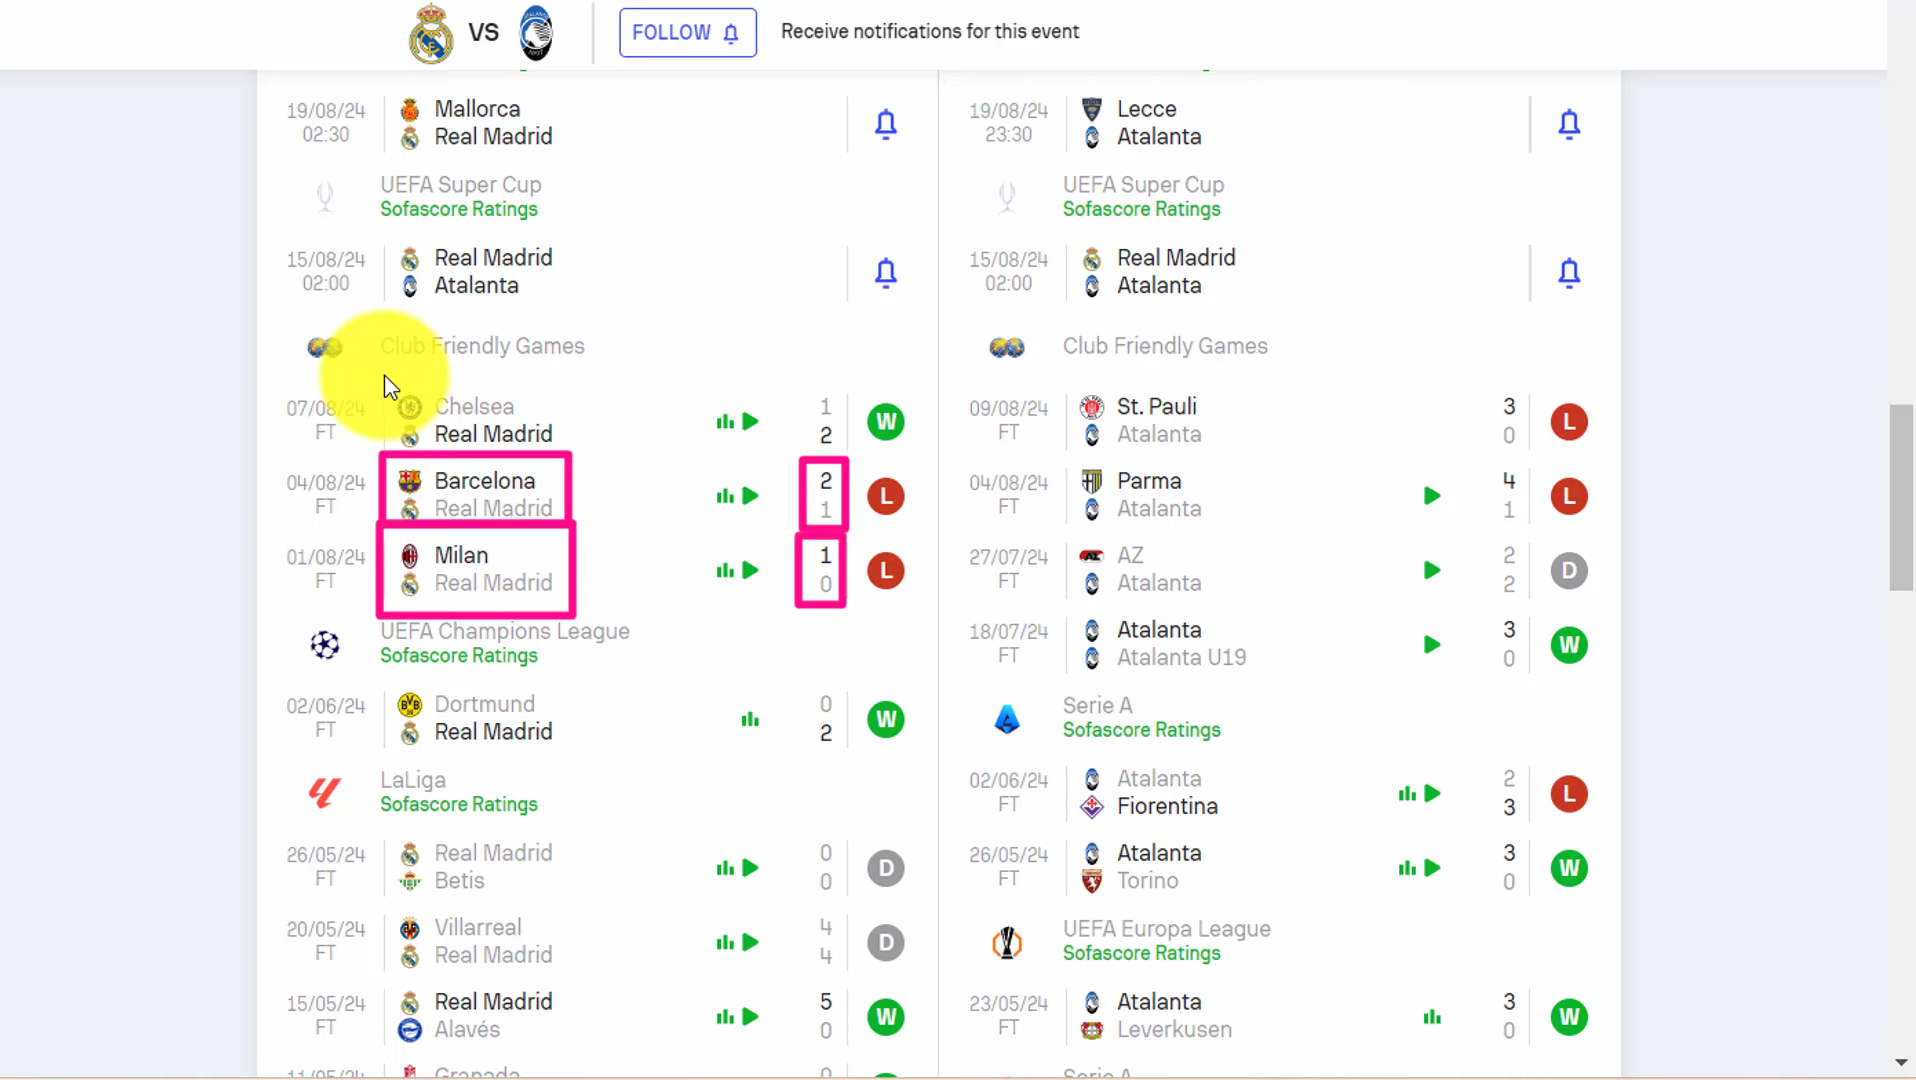 VS
FOLLOW
Receive notifications for this event
19/08/24
02:30
Mallorca
Real Madrid
UEFA Super Cup
Sofascore Ratings
15/08/24
02:00
Real Madrid
Atalanta
Club Friendly Games
07/08/24
FT
Chelsea
Real Madrid
1
2
W
04/08/24
FT
Barcelona
Real Madrid
2
1
L
01/08/24
FT
Milan
Real Madrid
1
0
L
UEFA Champions League
Sofascore Ratings
02/06/24
FT
Dortmund
Real Madrid
0
2
W
LaLiga
Sofascore Ratings
26/05/24
FT
Real Madrid
Betis
0
0
D
20/05/24
FT
Villarreal
Real Madrid
4
4
D
15/05/24
FT
Real Madrid
Alavés
5
0
W
11/05/24
Granada
0
19/08/24
23:30
Lecce
Atalanta
UEFA Super Cup
Sofascore Ratings
15/08/24
02:00
Real Madrid
Atalanta
Club Friendly Games
09/08/24
FT
St. Pauli
Atalanta
3
0
L
04/08/24
FT
Parma
Atalanta
4
1
L
27/07/24
FT
AZ
Atalanta
2
2
D
18/07/24
FT
Atalanta
Atalanta U19
3
0
W
Serie A
Sofascore Ratings
02/06/24
FT
Atalanta
Fiorentina
2
3
L
26/05/24
FT
Atalanta
Torino
3
0
W
UEFA Europa League
Sofascore Ratings
23/05/24
FT
Atalanta
Leverkusen
3
0
W
Serie A